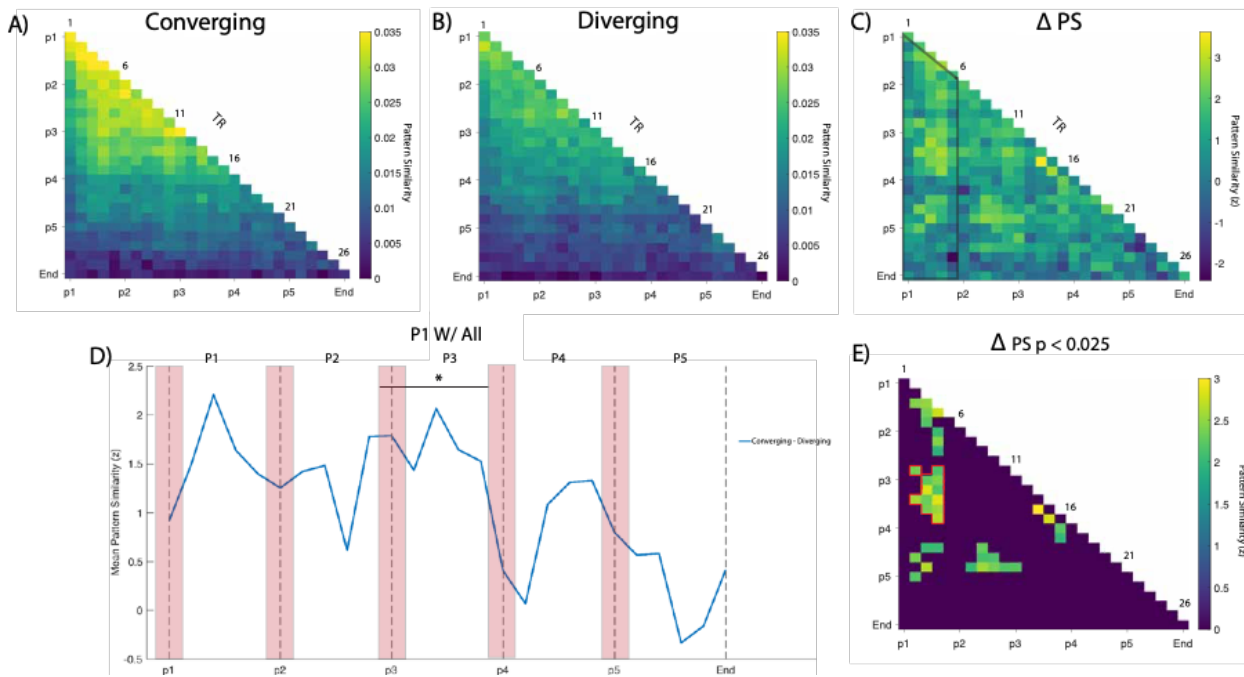 A)
Converging
1
6
11
16
21
26
TR
p1
p2
p3
p4
p5
End
p1
p2
p3
p4
p5
End
0.035
0.03
0.025
0.02
0.015
0.01
0.005
Pattern Similarity
B)
Diverging
1
6
11
16
21
26
TR
p1
p2
p3
p4
p5
End
p1
p2
p3
p4
p5
End
0.035
0.03
0.025
0.02
0.015
0.01
0.005
0
Pattern Similarity
C)
Δ PS
1
6
11
16
21
26
TR
p1
p2
p3
p4
p5
End
p1
p2
p3
p4
p5
End
3
2
1
0
-1
-2
Pattern Similarity (z)
D)
P1 W/ All
P1 P2 P3 P4 P5
*
2.5
2
1.5
1
0.5
0
-0.5
Mean Pattern Similarity (z)
p1 p2 p3 p4 p5 End
Converging - Diverging
E)
Δ PS p < 0.025
1
6
11
16
21
26
p1
p2
p3
p4
p5
End
p1
p2
p3
p4
p5
End
3
2.5
2
1.5
1
0.5
0
Pattern Similarity (z)